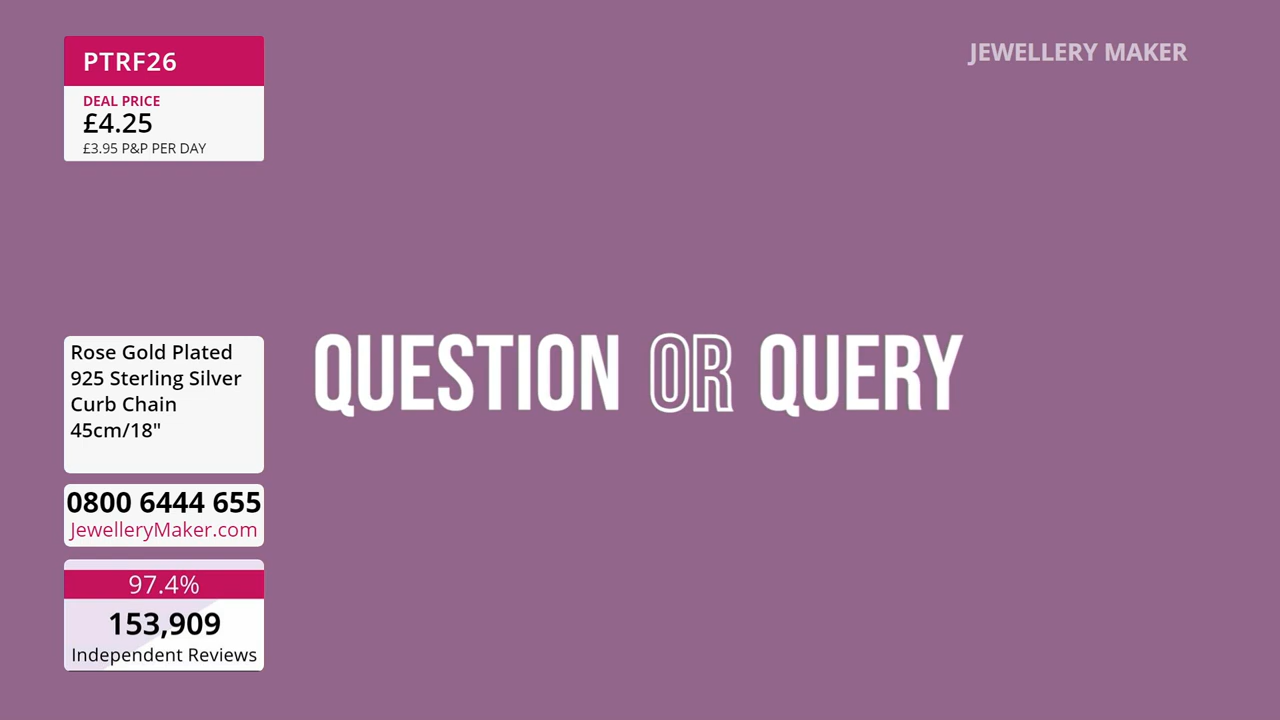 PTRF26
DEAL PRICE
£4.25
£3.95 P&P PER DAY
JEWELLERY MAKER
QUESTION OR QUERY
Rose Gold Plated
925 Sterling Silver
Curb Chain
45cm/18"
0800 6444 655
JewelleryMaker.com
97.4%
153,909
Independent Reviews